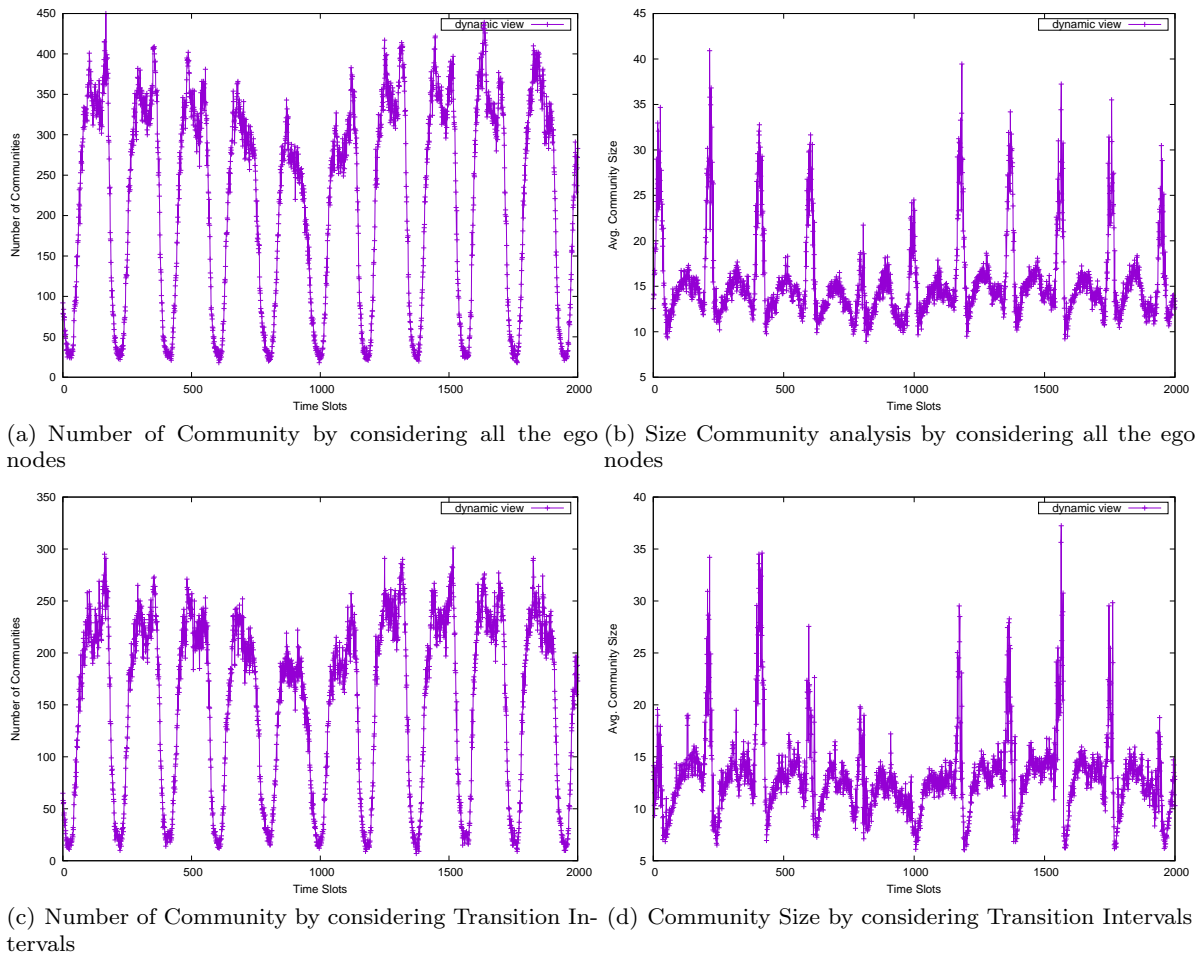 450
400
350
300
250
200
150
100
50
0
0
500
1000
1500
2000
Number of Communities
Time Slots
dynamic view
45
40
35
30
25
20
15
10
5
0
500
1000
1500
2000
Avg. Community Size
Time Slots
dynamic view
(a) Number of Community by considering all the ego
nodes
(b) Size Community analysis by considering all the ego
nodes
350
300
250
200
150
100
50
0
0
500
1000
1500
2000
Number of Communities
Time Slots
dynamic view
40
35
30
25
20
15
10
5
0
500
1000
1500
2000
Avg. Community Size
Time Slots
dynamic view
(c) Number of Community by considering Transition In-
tervals
(d) Community Size by considering Transition Intervals